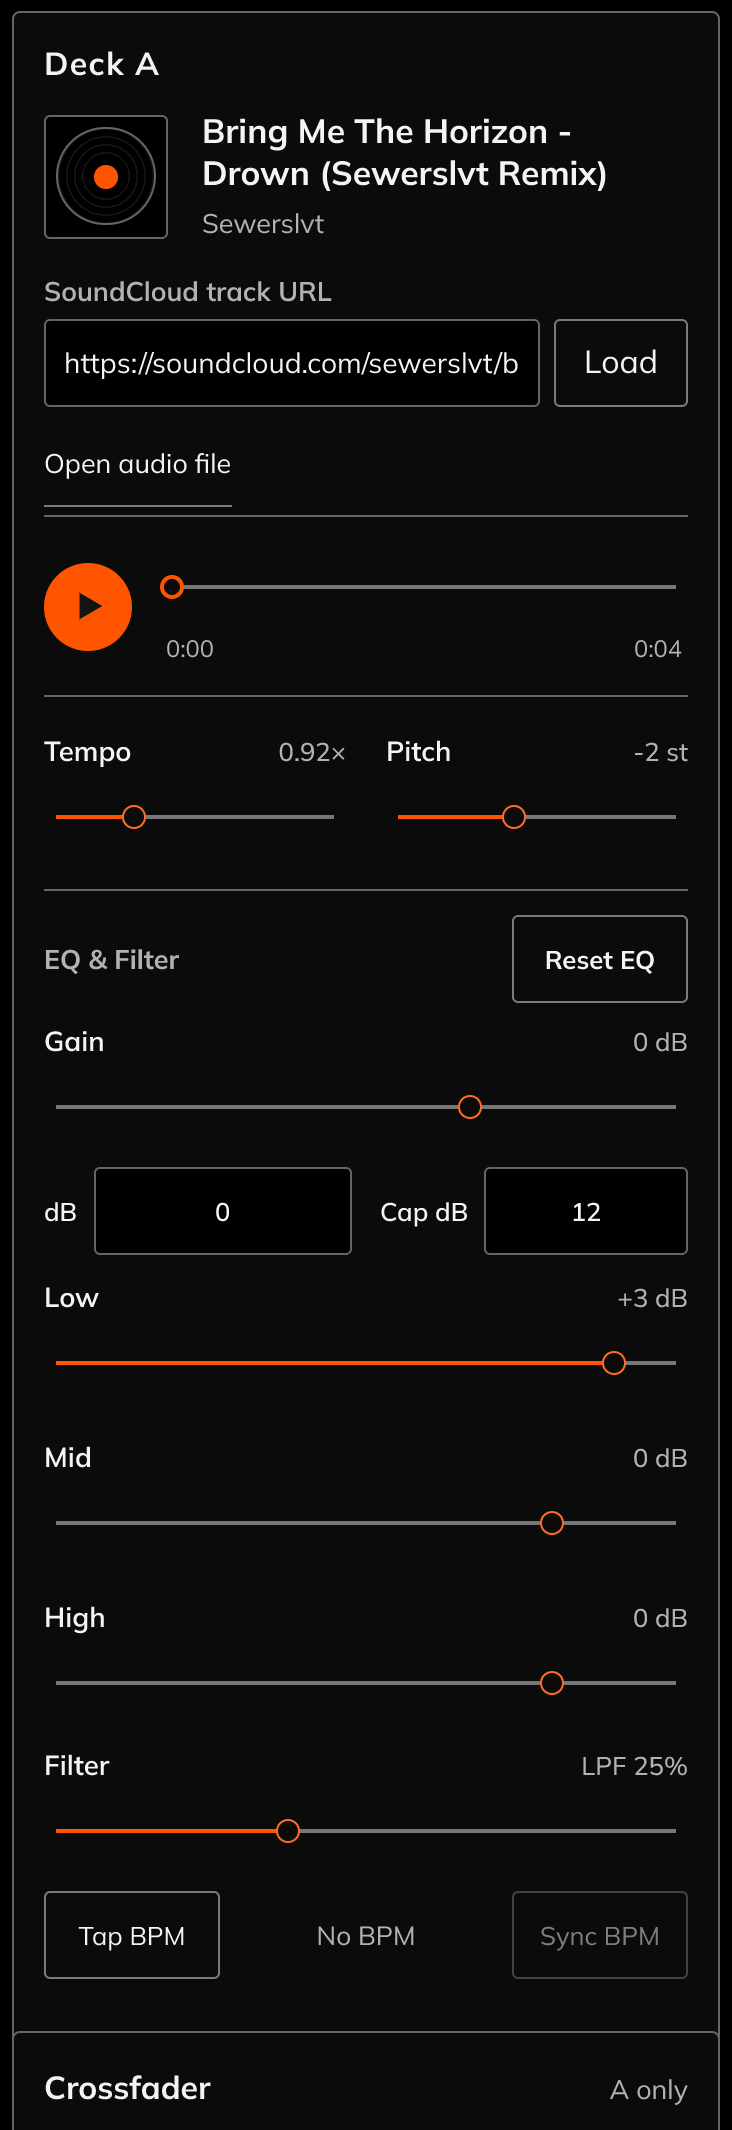 Deck A
Bring Me The Horizon -
Drown (Sewerslvt Remix)
Sewerslvt
SoundCloud track URL
https://soundcloud.com/sewerslvt/b
Load
Open audio file
0:00
0:04
Tempo
0.92×
Pitch
-2 st
EQ & Filter
Reset EQ
Gain
0 dB
dB
0
Cap dB
12
Low
+3 dB
Mid
0 dB
High
0 dB
Filter
LPF 25%
Tap BPM
No BPM
Sync BPM
Crossfader
A only